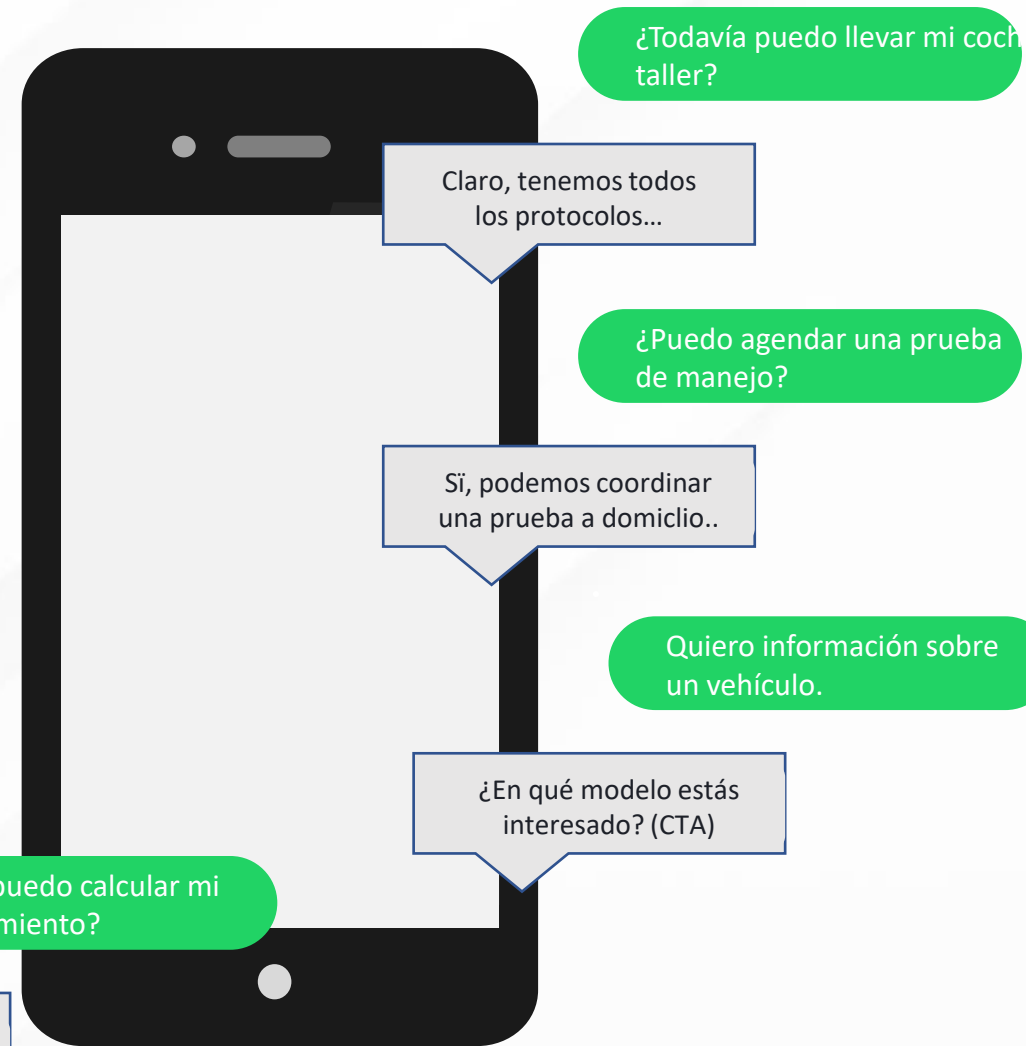 ¿Todavía puedo llevar mi coch
taller?
Claro, tenemos todos
los protocolos...
¿Puedo agendar una prueba
de manejo?
Sï, podemos coordinar
una prueba a domiclio..
Quiero información sobre
un vehículo.
¿En qué modelo estás
interesado? (CTA)
puedo calcular mi
miento?